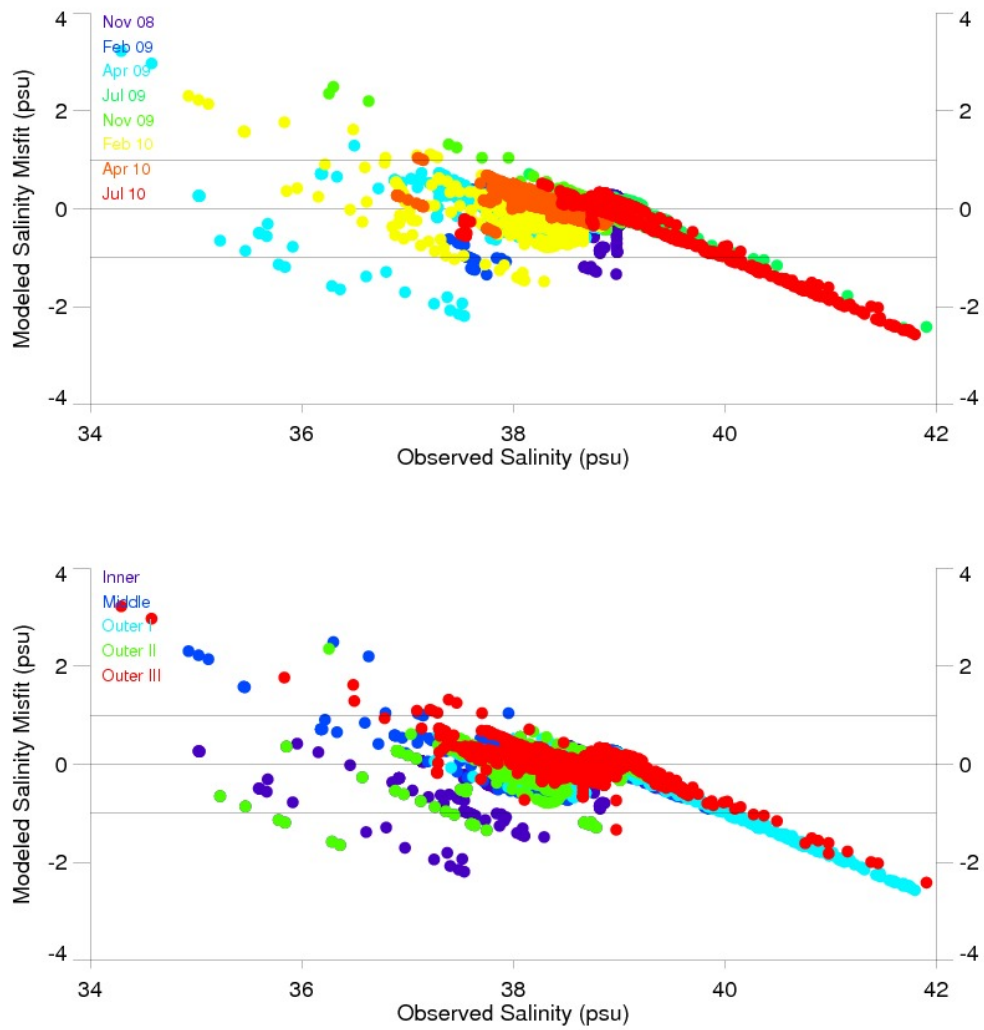 4 4
Nov 08
Feb 09
Apr 09
Jul 09
Nov 09
Feb 10
Apr 10
Jul 10
2 2
0 0
-2 -2
-4 -4
Modeled Salinity Misfit (psu)
34 36 38 40 42
Observed Salinity (psu)
4 4
Inner
Middle
Outer I
Outer II
Outer III
2 2
0 0
-2 -2
-4 -4
Modeled Salinity Misfit (psu)
34 36 38 40 42
Observed Salinity (psu)